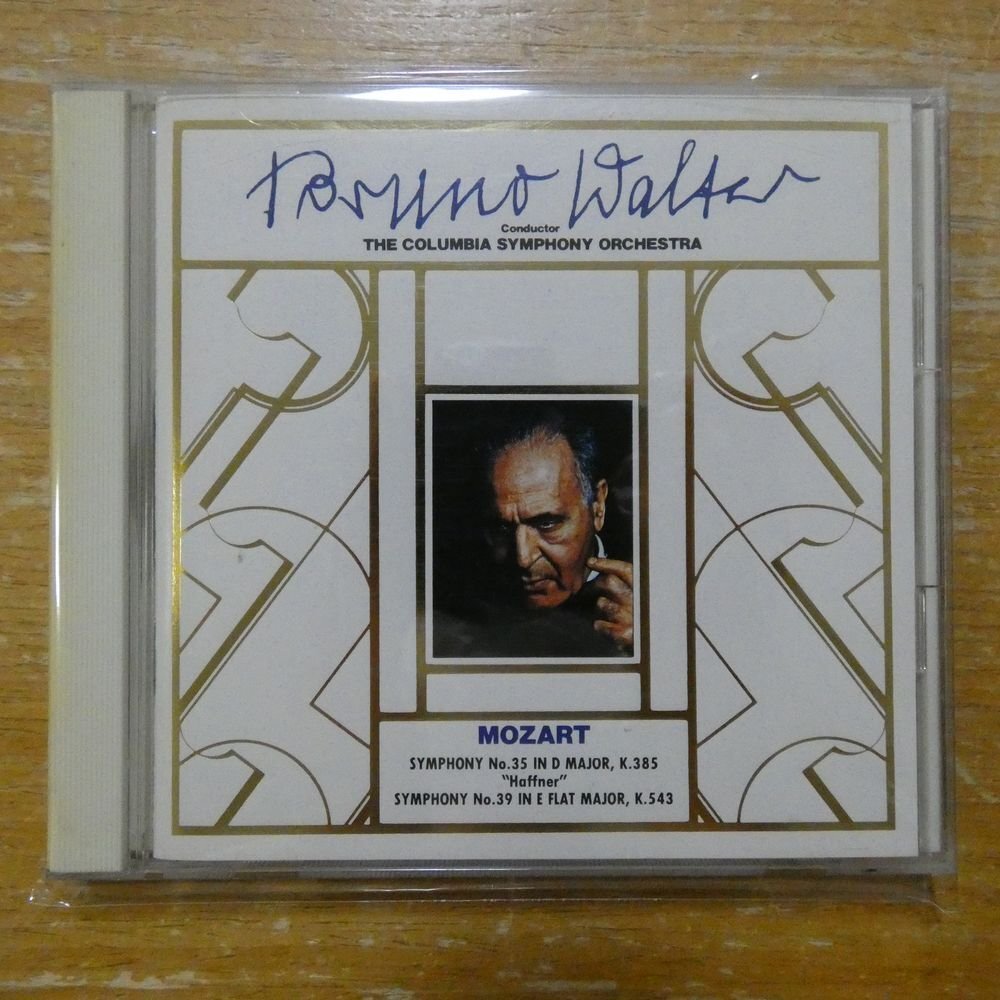 Bruno Walter
Conductor
THE COLUMBIA SYMPHONY ORCHESTRA
MOZART
SYMPHONY No.35 IN D MAJOR, K.385
"Haffner"
SYMPHONY No.39 IN E FLAT MAJOR, K.543